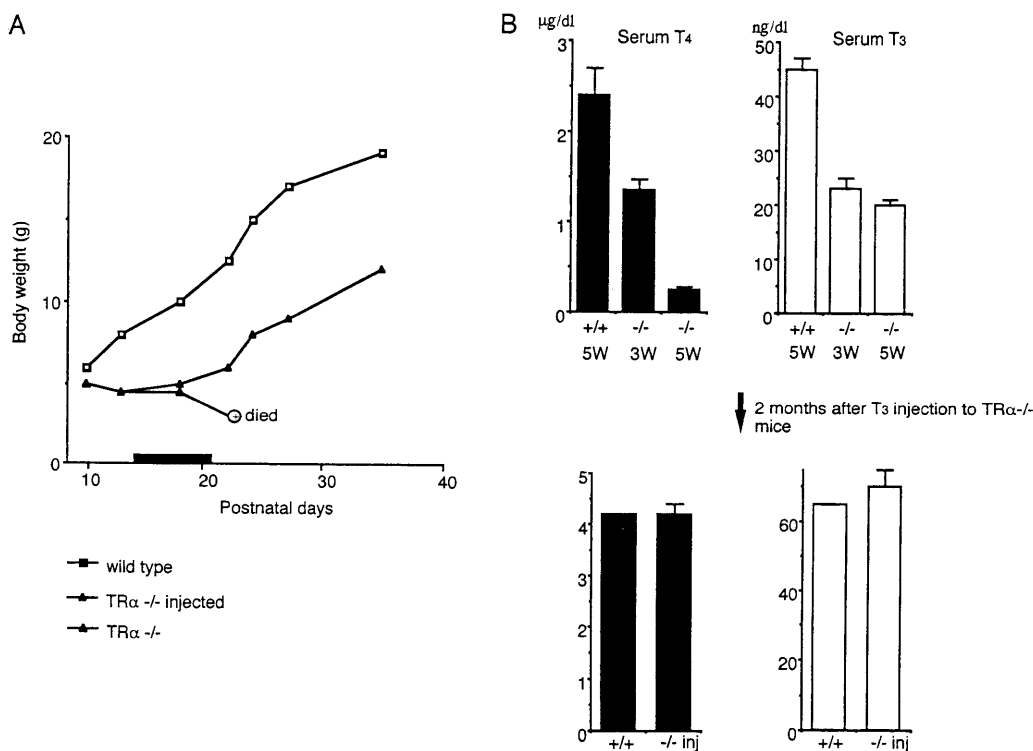 A
Body weight (g)
20
10
0
10
20
30
40
died
Postnatal days
wild type
TRα -/- injected
TRα -/-
B
µg/dl
Serum T4
3
2
1
0
+/+
-/-
-/-
5W
3W
5W
ng/dl
Serum T3
50
40
30
20
10
0
+/+
-/-
-/-
5W
3W
5W
2 months after T3 injection to TRα-/-
mice
5
4
3
2
1
0
+/+
-/- inj
60
40
20
0
+/+
-/- inj